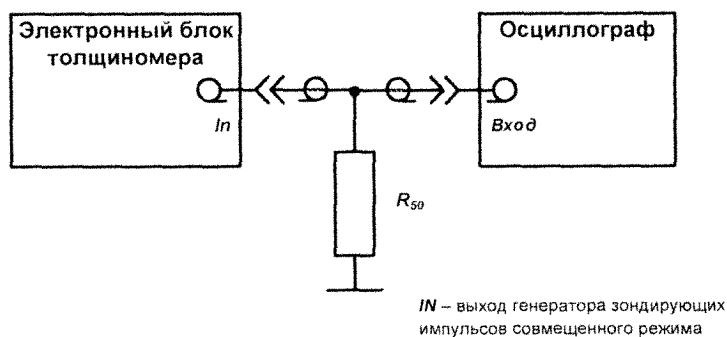 Электронный блок
толщиномера
Осциллограф
In
Вход
R50
IN – выход генератора зондирующих
импульсов совмещенного режима